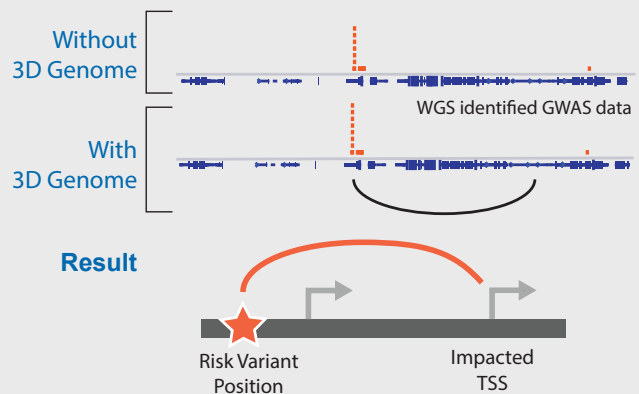 Without
3D Genome
WGS identified GWAS data
With
3D Genome
Result
Risk Variant
Position
Impacted
TSS